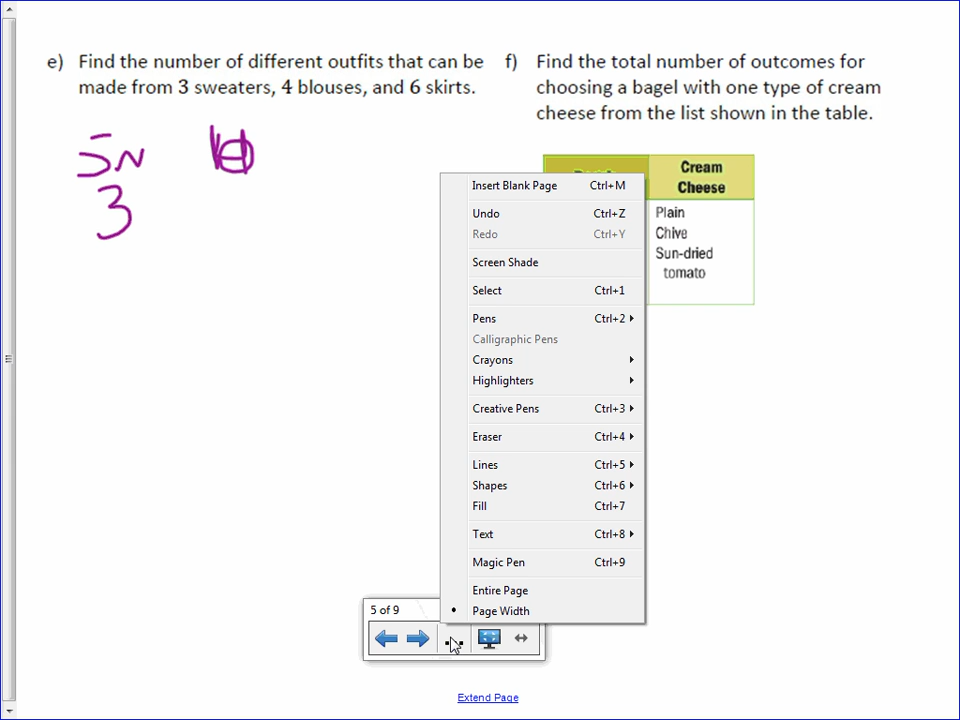 e) Find the number of different outfits that can be
made from 3 sweaters, 4 blouses, and 6 skirts.
3
f) Find the total number of outcomes for
choosing a bagel with one type of cream
cheese from the list shown in the table.
Cream
Cheese
Plain
Chive
Sun-dried
tomato
Insert Blank Page Ctrl+M
Undo Ctrl+Z
Redo Ctrl+Y
Screen Shade
Select Ctrl+1
Pens Ctrl+2
Calligraphic Pens
Crayons
Highlighters
Creative Pens Ctrl+3
Eraser Ctrl+4
Lines Ctrl+5
Shapes Ctrl+6
Fill Ctrl+7
Text Ctrl+8
Magic Pen Ctrl+9
Entire Page
Page Width
5 of 9
Extend Page